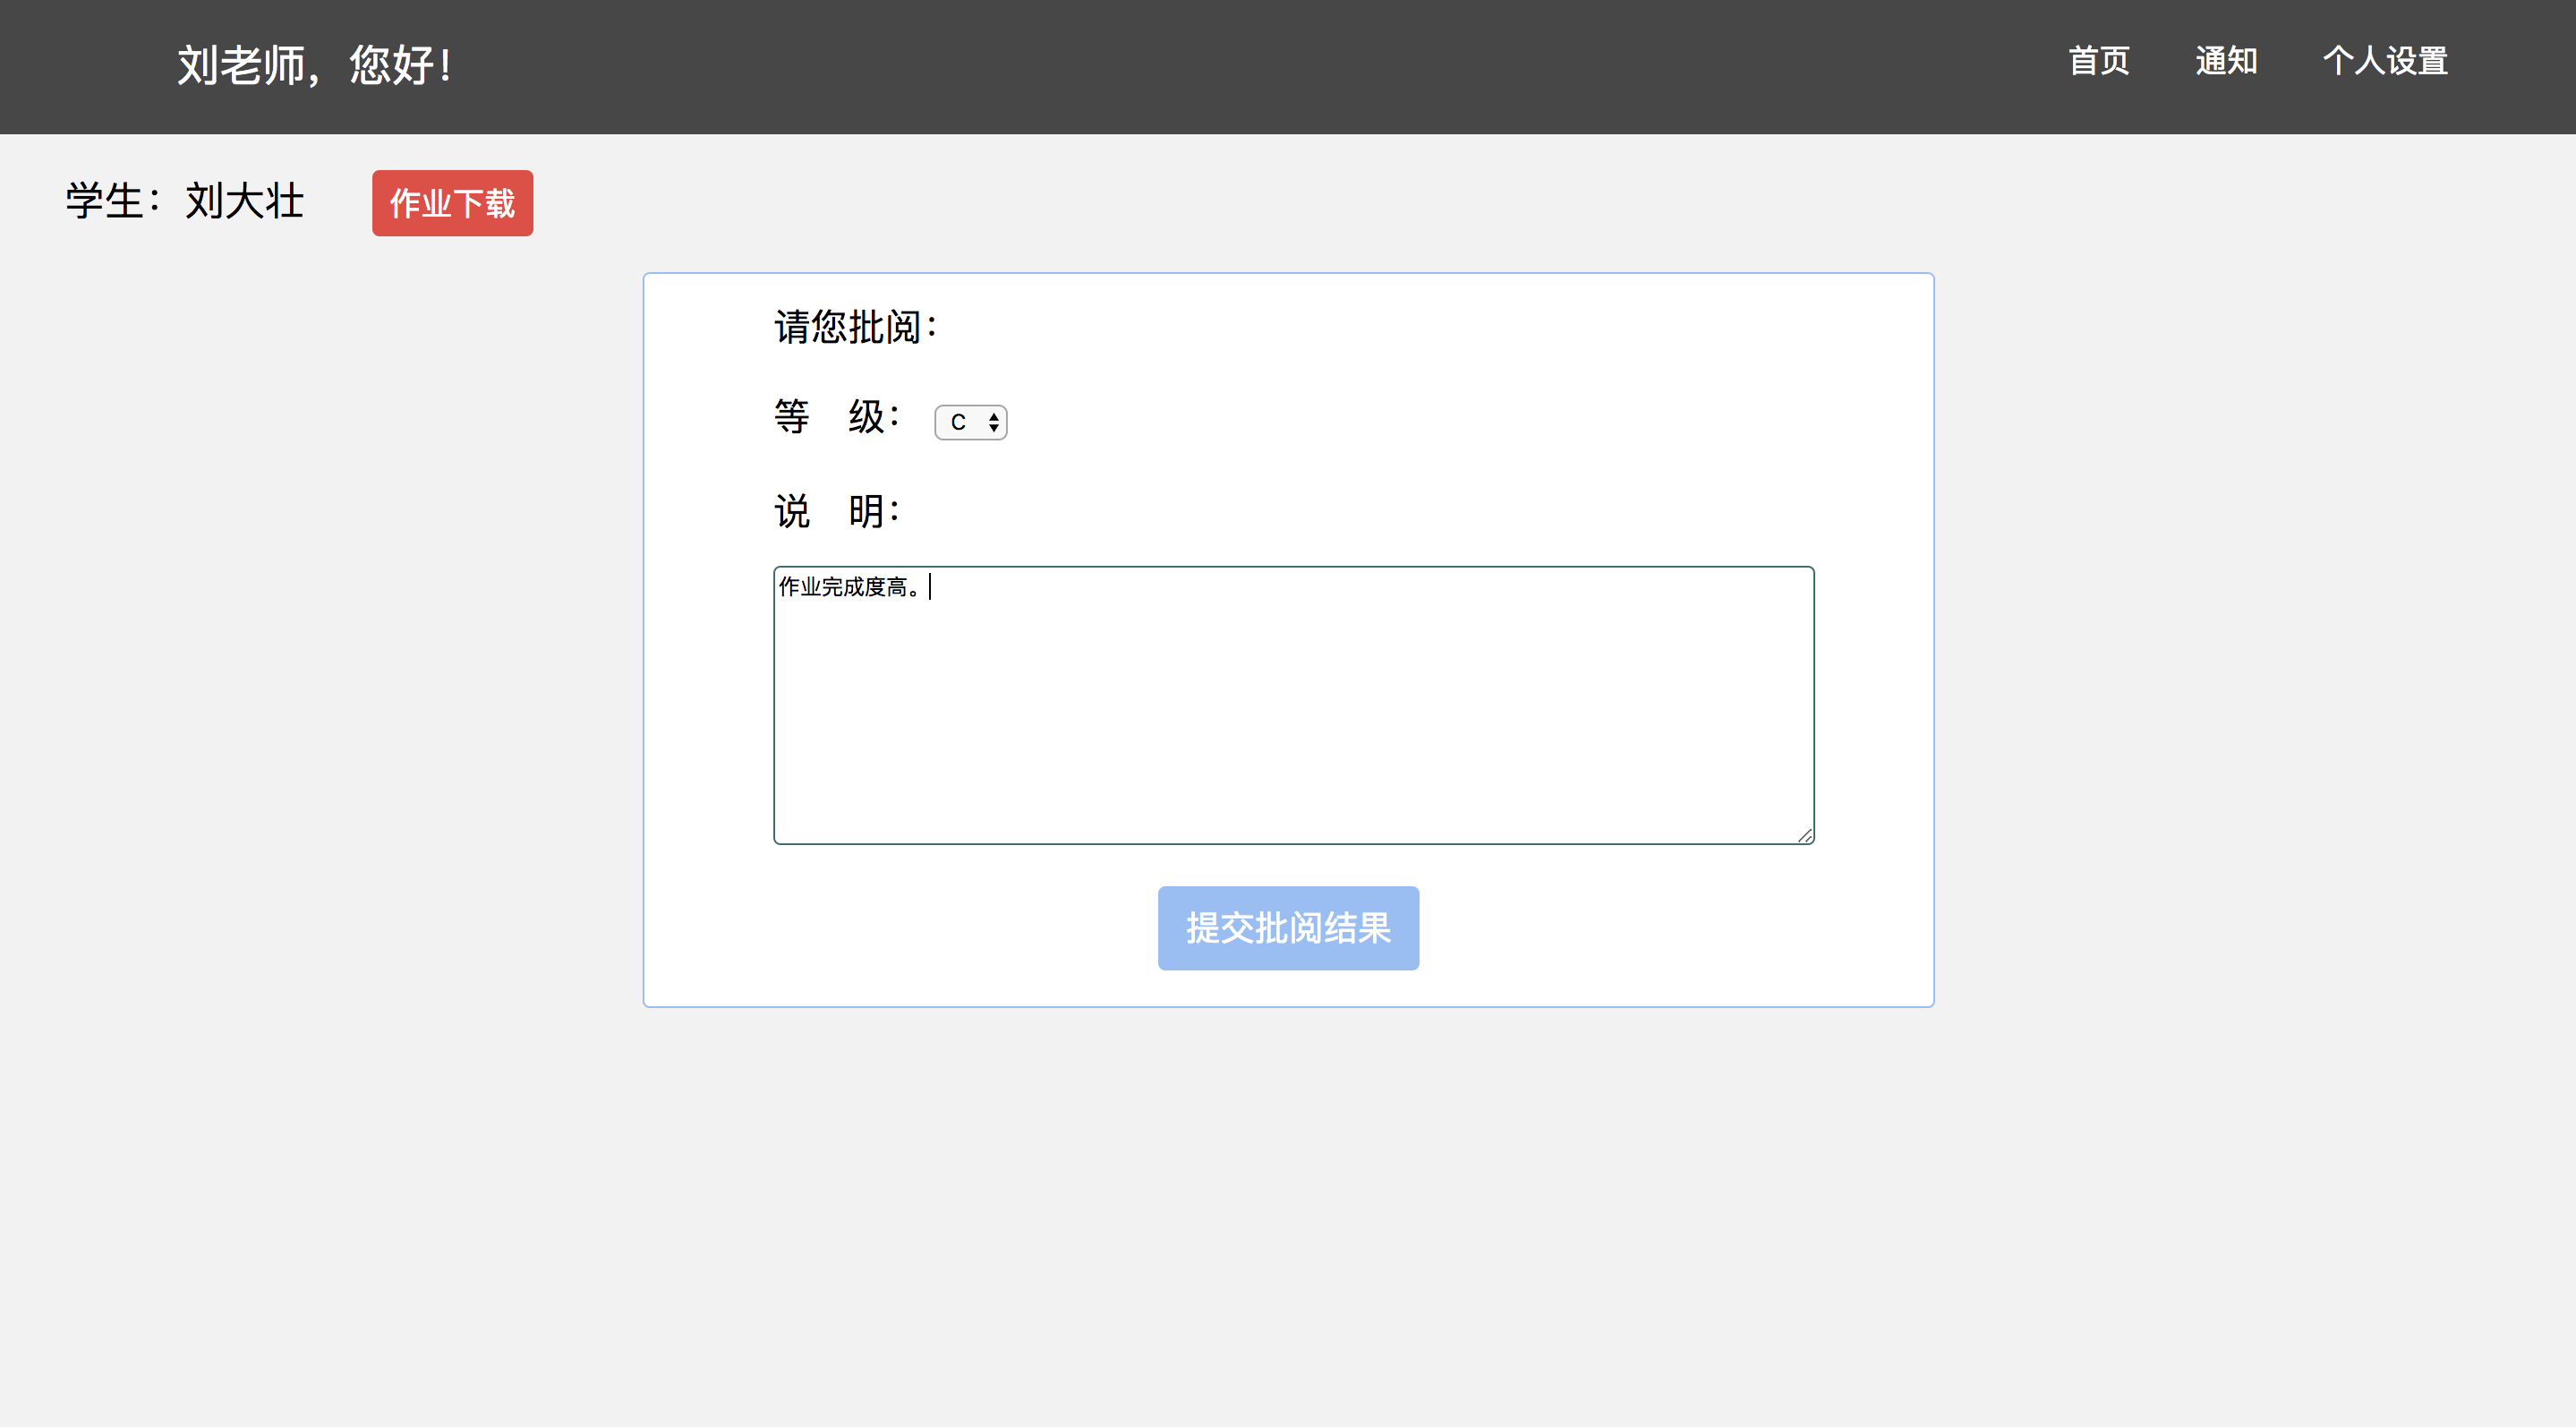 刘老师，您好！
首页 通知 个人设置
学生：刘大壮 作业下载
请您批阅：
等　级： C
说　明：
作业完成度高。
提交批阅结果